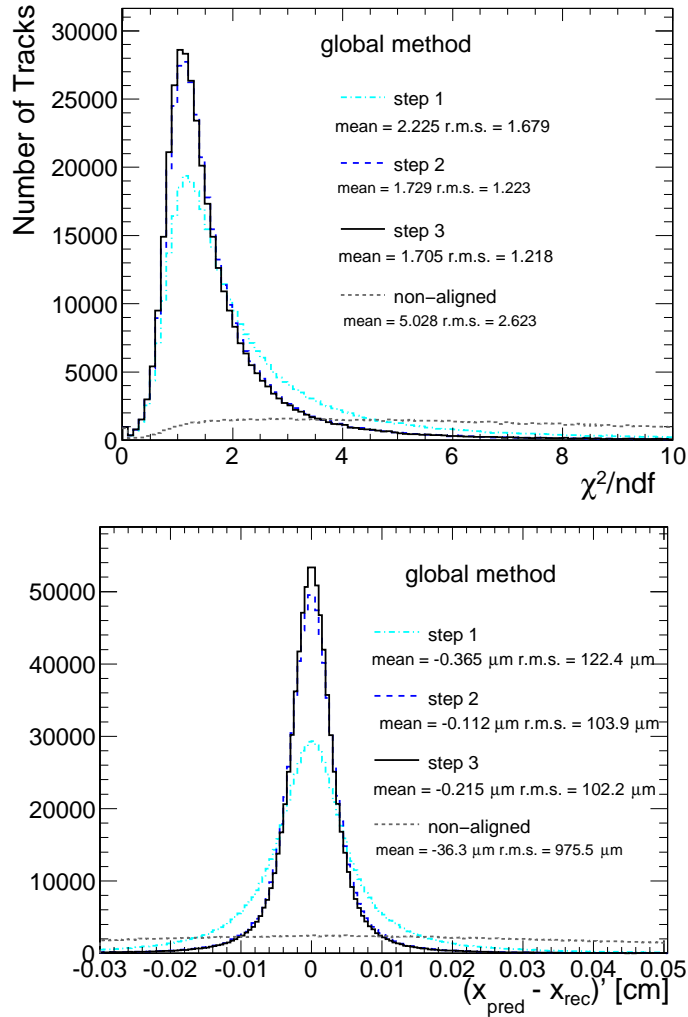 Number of Tracks
30000
25000
20000
15000
10000
5000
0
global method
step 1
mean = 2.225 r.m.s. = 1.679
step 2
mean = 1.729 r.m.s. = 1.223
step 3
mean = 1.705 r.m.s. = 1.218
non-aligned
mean = 5.028 r.m.s. = 2.623
0 2 4 6 8 10
χ²/ndf
50000
40000
30000
20000
10000
0
global method
step 1
mean = -0.365 μm r.m.s. = 122.4 μm
step 2
mean = -0.112 μm r.m.s. = 103.9 μm
step 3
mean = -0.215 μm r.m.s. = 102.2 μm
non-aligned
mean = -36.3 μm r.m.s. = 975.5 μm
-0.03 -0.02 -0.01 0 0.01 0.02 0.03 0.04 0.05
(x_pred - x_rec)' [cm]